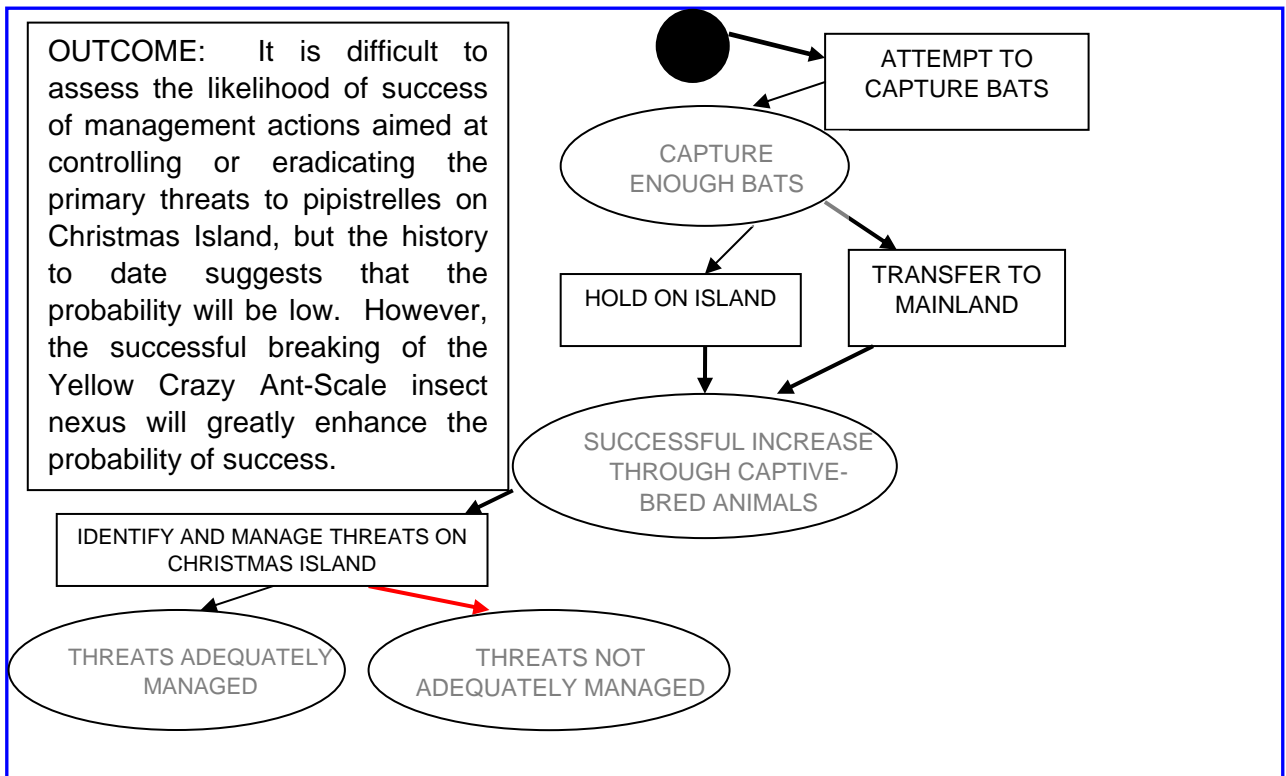 OUTCOME: It is difficult to
assess the likelihood of success
of management actions aimed at
controlling or eradicating the
primary threats to pipistrelles on
Christmas Island, but the history
to date suggests that the
probability will be low. However,
the successful breaking of the
Yellow Crazy Ant-Scale insect
nexus will greatly enhance the
probability of success.
ATTEMPT TO
CAPTURE BATS
CAPTURE
ENOUGH BATS
HOLD ON ISLAND
TRANSFER TO
MAINLAND
SUCCESSFUL INCREASE
THROUGH CAPTIVE-
BRED ANIMALS
IDENTIFY AND MANAGE THREATS ON
CHRISTMAS ISLAND
THREATS ADEQUATELY
MANAGED
THREATS NOT
ADEQUATELY MANAGED